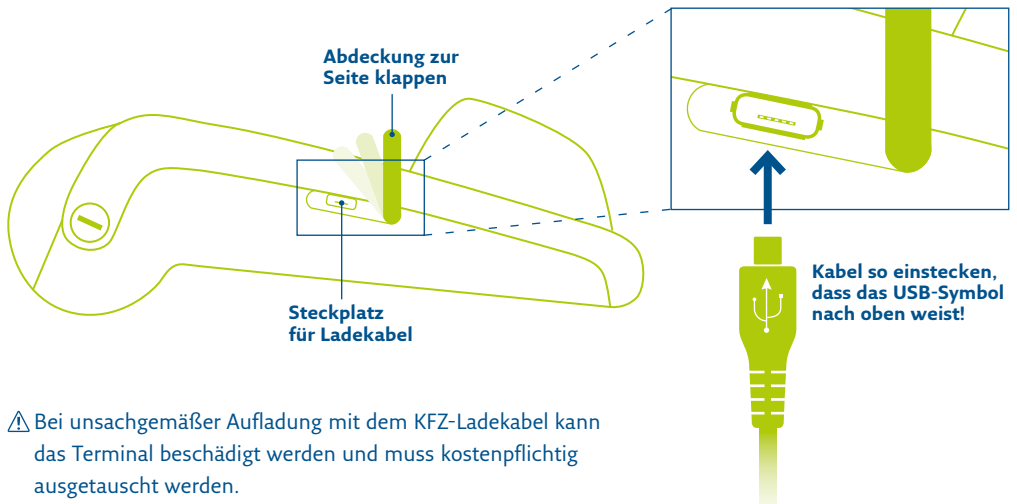 Abdeckung zur
Seite klappen
Steckplatz
für Ladekabel
Kabel so einstecken,
dass das USB-Symbol
nach oben weist!
⚠ Bei unsachgemäßer Aufladung mit dem KFZ-Ladekabel kann
das Terminal beschädigt werden und muss kostenpflichtig
ausgetauscht werden.